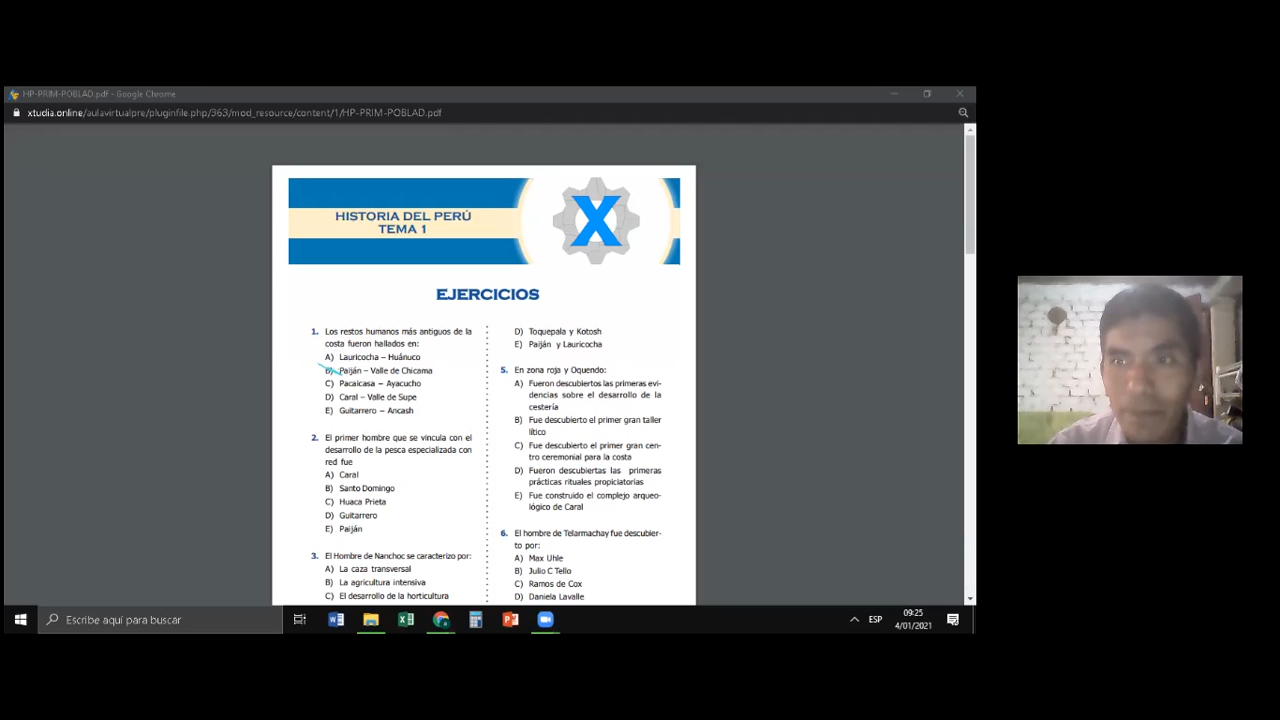 HP-PRIM-POBLAD.pdf - Google Chrome
xtudia.online/aulavirtualpre/pluginfile.php/363/mod_resource/content/1/HP-PRIM-POBLAD.pdf
HISTORIA DEL PERÚ
TEMA 1
X
EJERCICIOS
1. Los restos humanos más antiguos de la
costa fueron hallados en:
A) Lauricocha – Huánuco
B) Paiján – Valle de Chicama
C) Pacaicasa – Ayacucho
D) Caral – Valle de Supe
E) Guitarrero – Ancash
2. El primer hombre que se vincula con el
desarrollo de la pesca especializada con
red fue
A) Caral
B) Santo Domingo
C) Huaca Prieta
D) Guitarrero
E) Paiján
3. El Hombre de Nanchoc se caracterizo por:
A) La caza transversal
B) La agricultura intensiva
C) El desarrollo de la horticultura
D) Toquepala y Kotosh
E) Paiján y Lauricocha
5. En zona roja y Oquendo:
A) Fueron descubiertos las primeras evi-
dencias sobre el desarrollo de la
cestería
B) Fue descubierto el primer gran taller
lítico
C) Fue descubierto el primer gran cen-
tro ceremonial para la costa
D) Fueron descubiertas las primeras
prácticas rituales propiciatorias
E) Fue construido el complejo arqueo-
lógico de Caral
6. El hombre de Telarmachay fue descubier-
to por:
A) Max Uhle
B) Julio C Tello
C) Ramos de Cox
D) Daniela Lavalle
Escribe aquí para buscar
ESP
09:25
4/01/2021